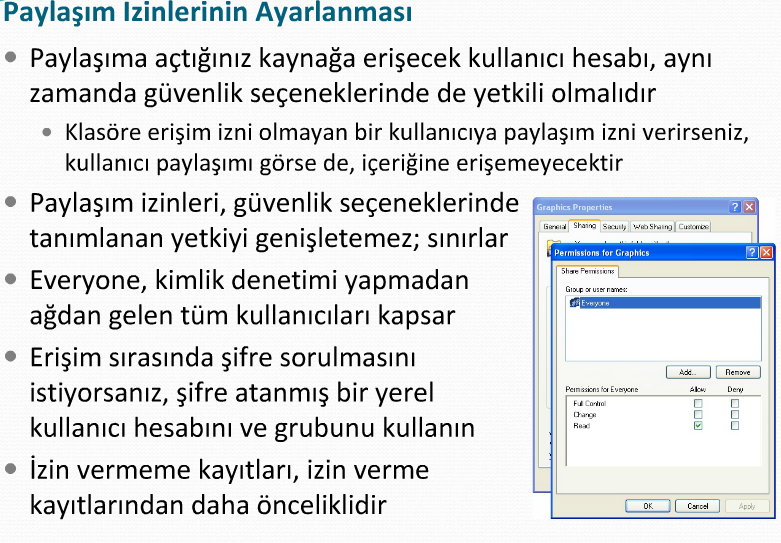 Paylaşım İzinlerinin Ayarlanması
Paylaşıma açtığınız kaynağa erişecek kullanıcı hesabı, aynı
zamanda güvenlik seçeneklerinde de yetkili olmalıdır
Klasöre erişim izni olmayan bir kullanıcıya paylaşım izni verirseniz,
kullanıcı paylaşımı görse de, içeriğine erişemeyecektir
Paylaşım izinleri, güvenlik seçeneklerinde
tanımlanan yetkiyi genişletemez; sınırlar
Everyone, kimlik denetimi yapmadan
ağdan gelen tüm kullanıcıları kapsar
Erişim sırasında şifre sorulmasını
istiyorsanız, şifre atanmış bir yerel
kullanıcı hesabını ve grubunu kullanın
İzin vermeme kayıtları, izin verme
kayıtlarından daha önceliklidir
Graphics Properties
General Sharing Security Web Sharing Customize
Permissions for Graphics
Share Permissions
Group or user names:
Everyone
Add... Remove
Permissions for Everyone Allow Deny
Full Control
Change
Read
OK Cancel Apply